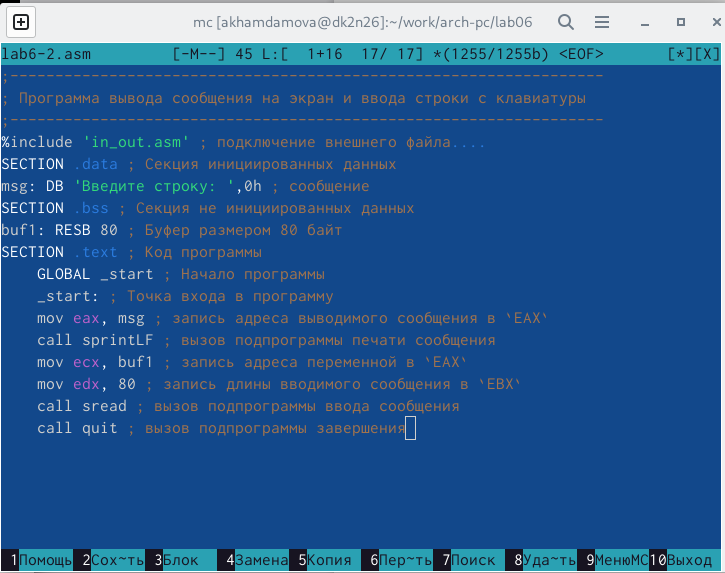 mc [akhamdamova@dk2n26]:~/work/arch-pc/lab06
lab6-2.asm [-M--] 45 L:[ 1+16 17/ 17] *(1255/1255b) <EOF> [*][X]
;------------------------------------------------------------------
; Программа вывода сообщения на экран и ввода строки с клавиатуры
;------------------------------------------------------------------
%include 'in_out.asm' ; подключение внешнего файла....
SECTION .data ; Секция инициированных данных
msg: DB 'Введите строку: ',0h ; сообщение
SECTION .bss ; Секция не инициированных данных
buf1: RESB 80 ; Буфер размером 80 байт
SECTION .text ; Код программы
GLOBAL _start ; Начало программы
_start: ; Точка входа в программу
mov eax, msg ; запись адреса выводимого сообщения в `EAX`
call sprintLF ; вызов подпрограммы печати сообщения
mov ecx, buf1 ; запись адреса переменной в `EAX`
mov edx, 80 ; запись длины вводимого сообщения в `EBX`
call sread ; вызов подпрограммы ввода сообщения
call quit ; вызов подпрограммы завершения
1Помощь 2Сох~ть 3Блок 4Замена 5Копия 6Пер~ть 7Поиск 8Уда~ть 9МенюMC 10Выход